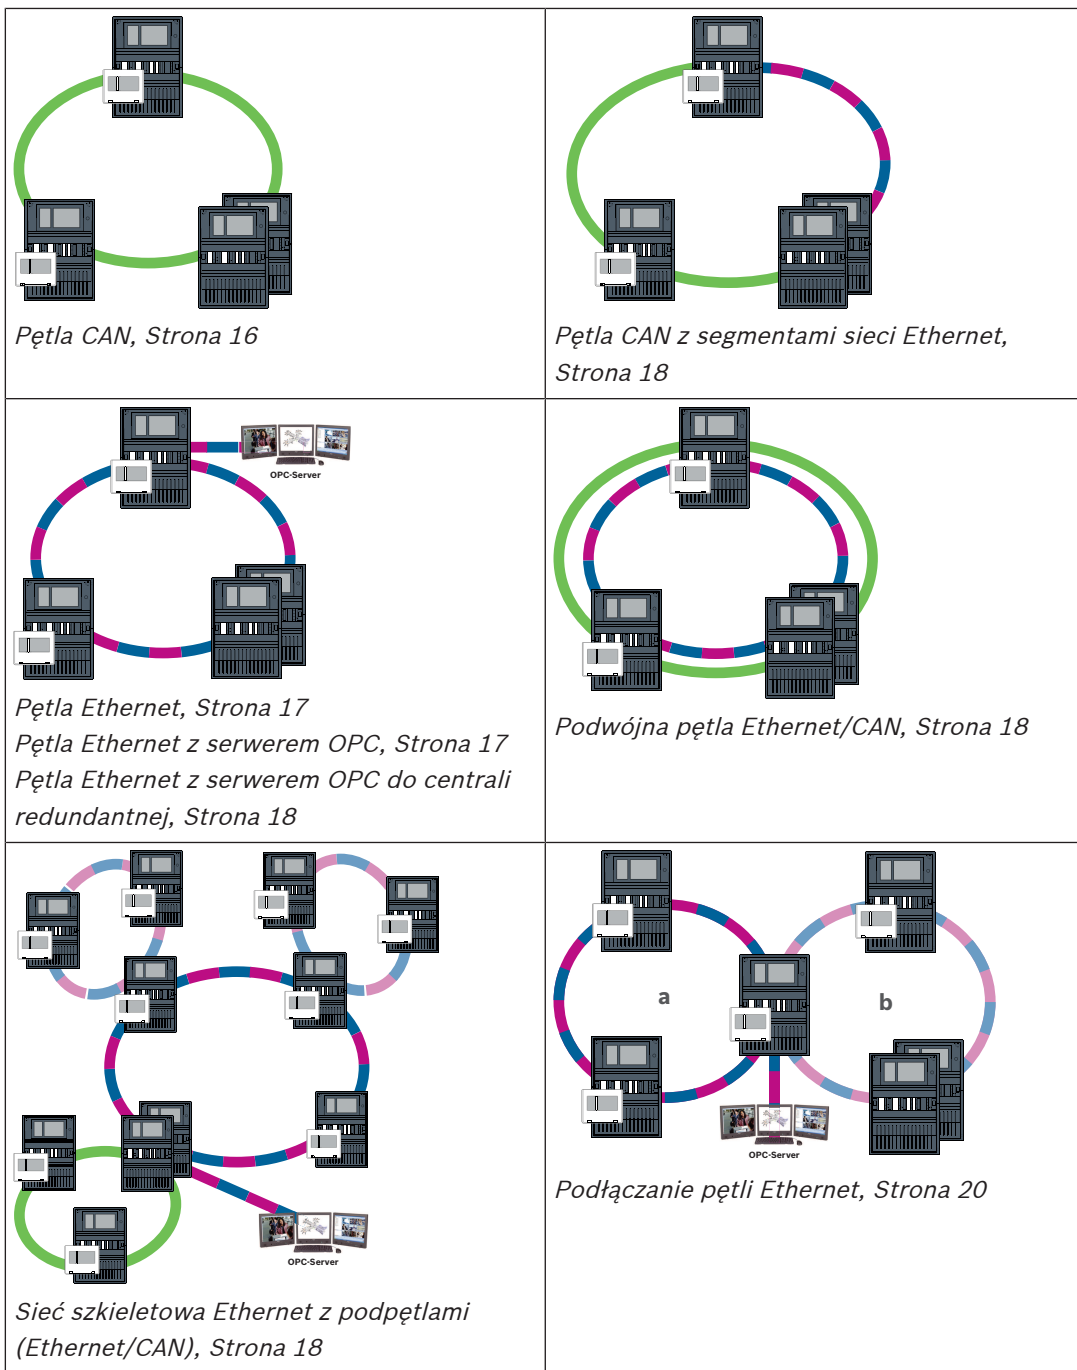 Pętla CAN, Strona 16
Pętla CAN z segmentami sieci Ethernet,
Strona 18
OPC-Server
Pętla Ethernet, Strona 17
Pętla Ethernet z serwerem OPC, Strona 17
Pętla Ethernet z serwerem OPC do centrali
redundantnej, Strona 18
Podwójna pętla Ethernet/CAN, Strona 18
OPC-Server
Sieć szkieletowa Ethernet z podpętlami
(Ethernet/CAN), Strona 18
a
b
OPC-Server
Podłączanie pętli Ethernet, Strona 20